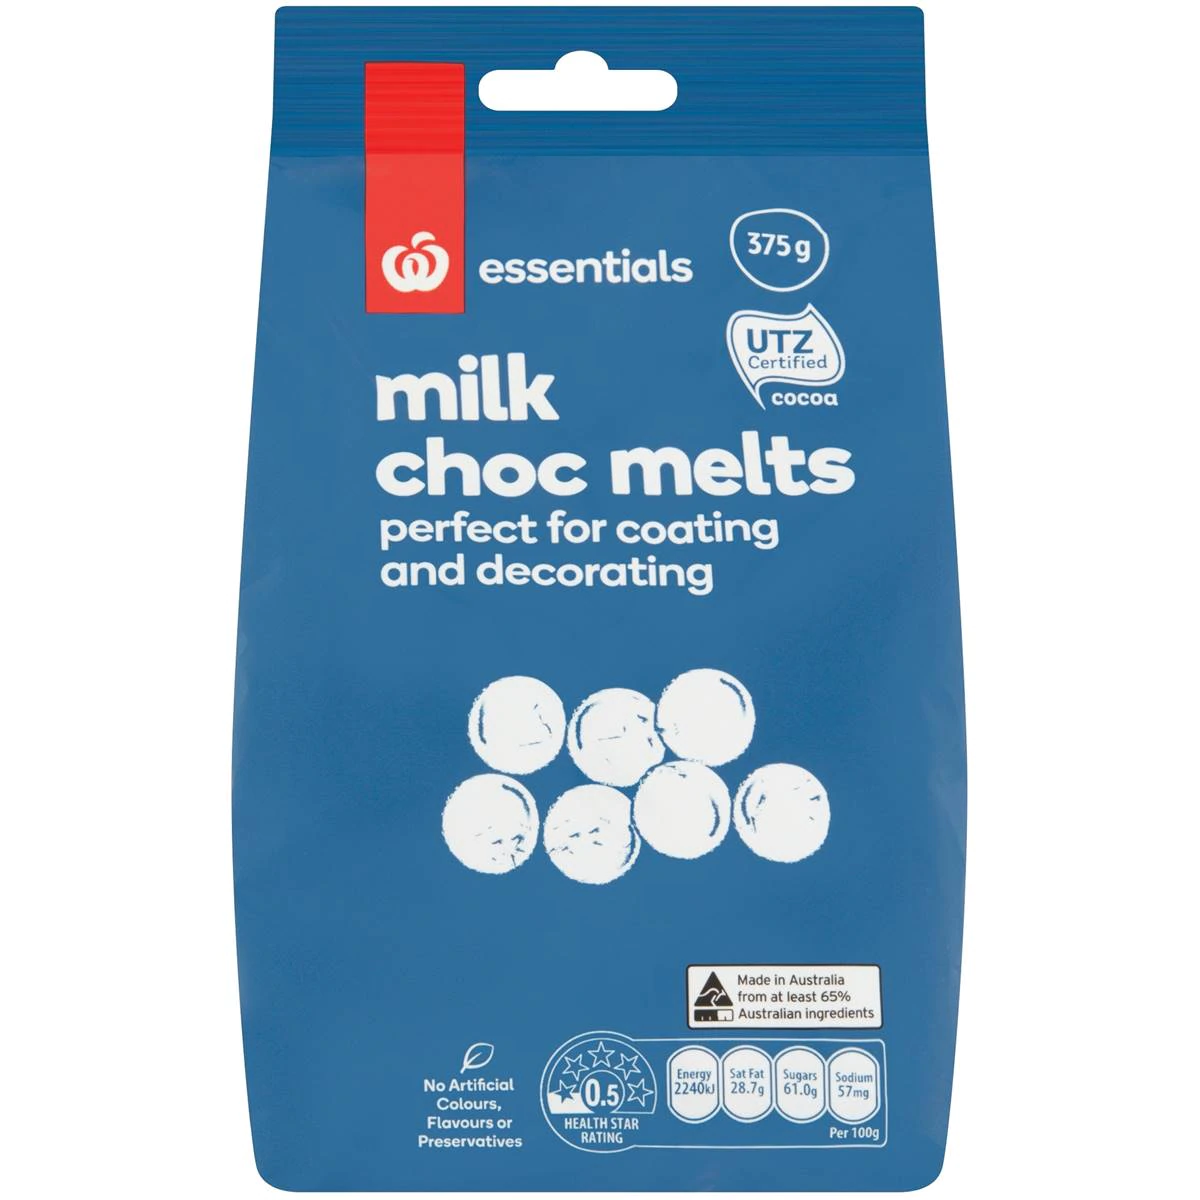 essentials
375g
UTZ
Certified
cocoa
milk
choc melts
perfect for coating
and decorating
Made in Australia
from at least 65%
Australian ingredients
No Artificial
Colours,
Flavours or
Preservatives
0.5
HEALTH STAR
RATING
Energy
2240kJ
Sat Fat
28.7g
Sugars
61.0g
Sodium
57mg
Per 100g